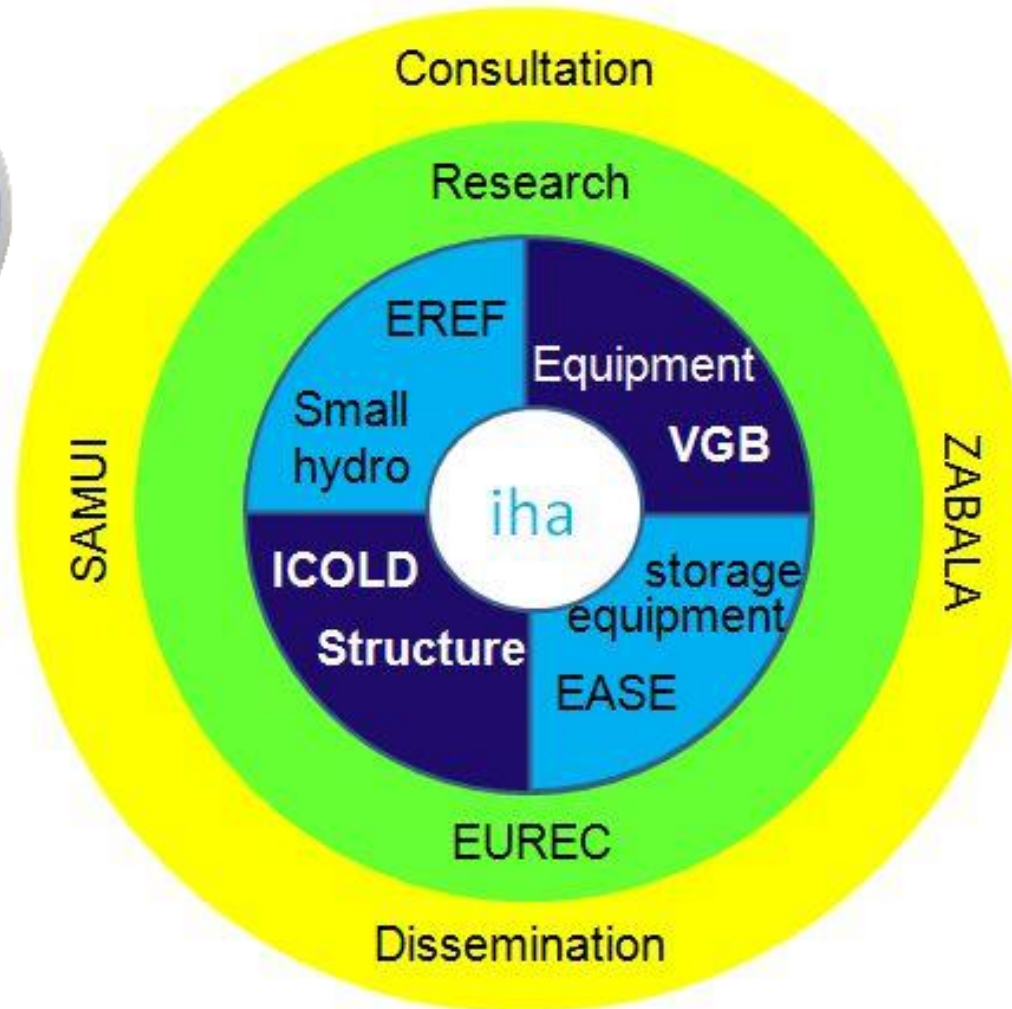 Consultation
Research
EREF
Equipment
Small
hydro
VGB
SAMUI
ZABALA
iha
ICOLD
storage
equipment
Structure
EASE
EUREC
Dissemination